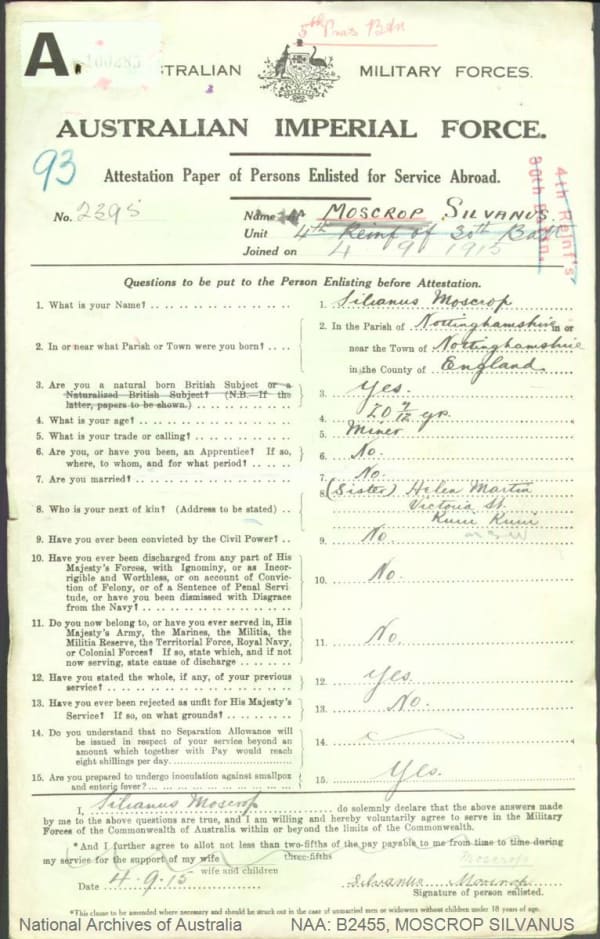 5th Pnrs Bdn
A.
100285
STRALIAN MILITARY FORCES.
AUSTRALIAN IMPERIAL FORCE.
93
Attestation Paper of Persons Enlisted for Service Abroad.
4th Reinf's
30th Battn.
No. 2395
Name MOSCROP, SILVANUS.
Unit 4th Reinf of 30th Batt
Joined on 4 9 1915
Questions to be put to the Person Enlisting before Attestation.
1. What is your Name?
1. Silvanus Moscrop
2. In or near what Parish or Town were you born?
2. In the Parish of Nottinghamshire in or
near the Town of Nottinghamshire
in the County of England
3. Are you a natural born British Subject or a
Naturalized British Subject? (N.B.—If the
latter, papers to be shown.)
3. Yes.
4. What is your age?
4. 20 7/12 yr.
5. What is your trade or calling?
5. Miner
6. Are you, or have you been, an Apprentice? If so,
where, to whom, and for what period?
6. No.
7. Are you married?
7. No.
8. Who is your next of kin? (Address to be stated)
8. (Sister) Helen Martin
Victoria St.
Kurri Kurri
NSW
9. Have you ever been convicted by the Civil Power?
9. No.
10. Have you ever been discharged from any part of His
Majesty's Forces, with Ignominy, or as Incor-
rigible and Worthless, or on account of Convic-
tion of Felony, or of a Sentence of Penal Servi-
tude, or have you been dismissed with Disgrace
from the Navy?
10. No.
11. Do you now belong to, or have you ever served in, His
Majesty's Army, the Marines, the Militia, the
Militia Reserve, the Territorial Force, Royal Navy,
or Colonial Forces? If so, state which, and if not
now serving, state cause of discharge
11. No.
12. Have you stated the whole, if any, of your previous
service?
12. Yes.
13. Have you ever been rejected as unfit for His Majesty's
Service? If so, on what grounds?
13. No.
14. Do you understand that no Separation Allowance will
be issued in respect of your service beyond an
amount which together with Pay would reach
eight shillings per day.
14.
15. Are you prepared to undergo inoculation against smallpox
and enteric fever?
15. Yes.
I, Silvanus Moscrop do solemnly declare that the above answers made
by me to the above questions are true, and I am willing and hereby voluntarily agree to serve in the Military
Forces of the Commonwealth of Australia within or beyond the limits of the Commonwealth.
*And I further agree to allot not less than two-fifths of the pay payable to me from time to time during
three-fifths
my service for the support of my wife
wife and children
Moscrop
Date 4.9.15
Silvanus Moscrop
Signature of person enlisted.
*This clause to be amended where necessary and should be struck out in the case of unmarried men or widowers without children under 18 years of age.
National Archives of Australia NAA: B2455, MOSCROP SILVANUS